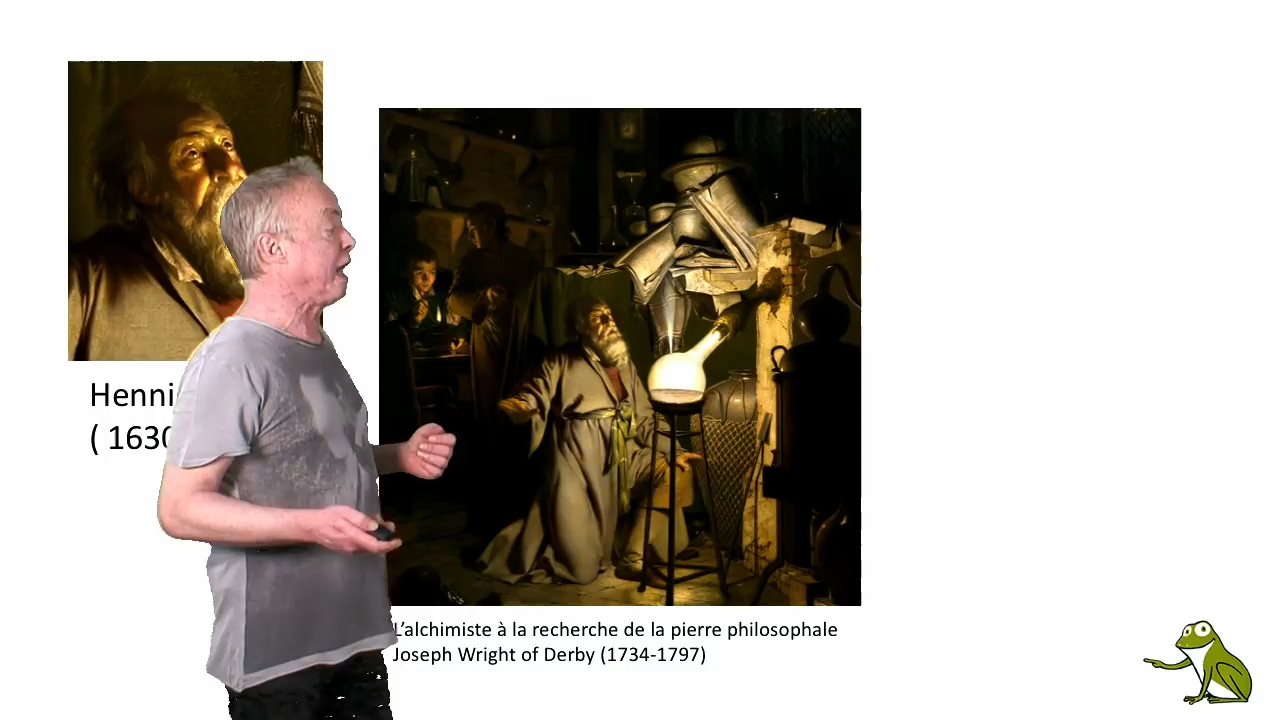 Henni
( 1630
L’alchimiste à la recherche de la pierre philosophale
Joseph Wright of Derby (1734-1797)